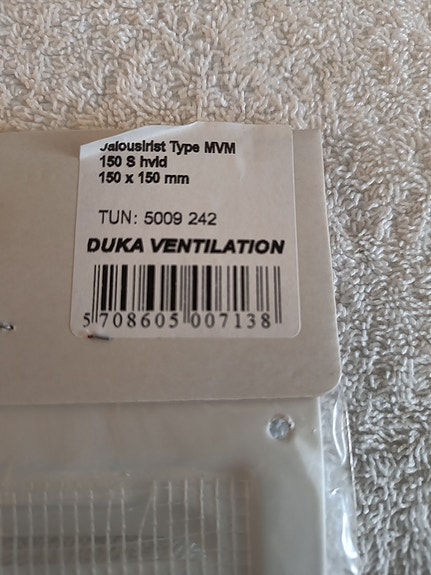 Jalousirist Type MVM
150 S hvid
150 x 150 mm
TUN: 5009 242
DUKA VENTILATION
5 708605 007138